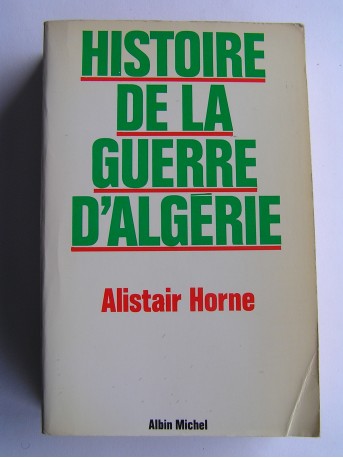 HISTOIRE
DE LA
GUERRE
D'ALGÉRIE
Alistair Horne
Albin Michel